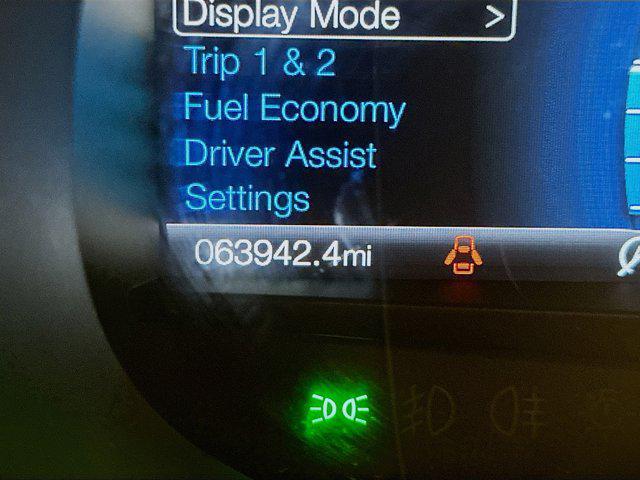 Display Mode >
Trip 1 & 2
Fuel Economy
Driver Assist
Settings
063942.4mi